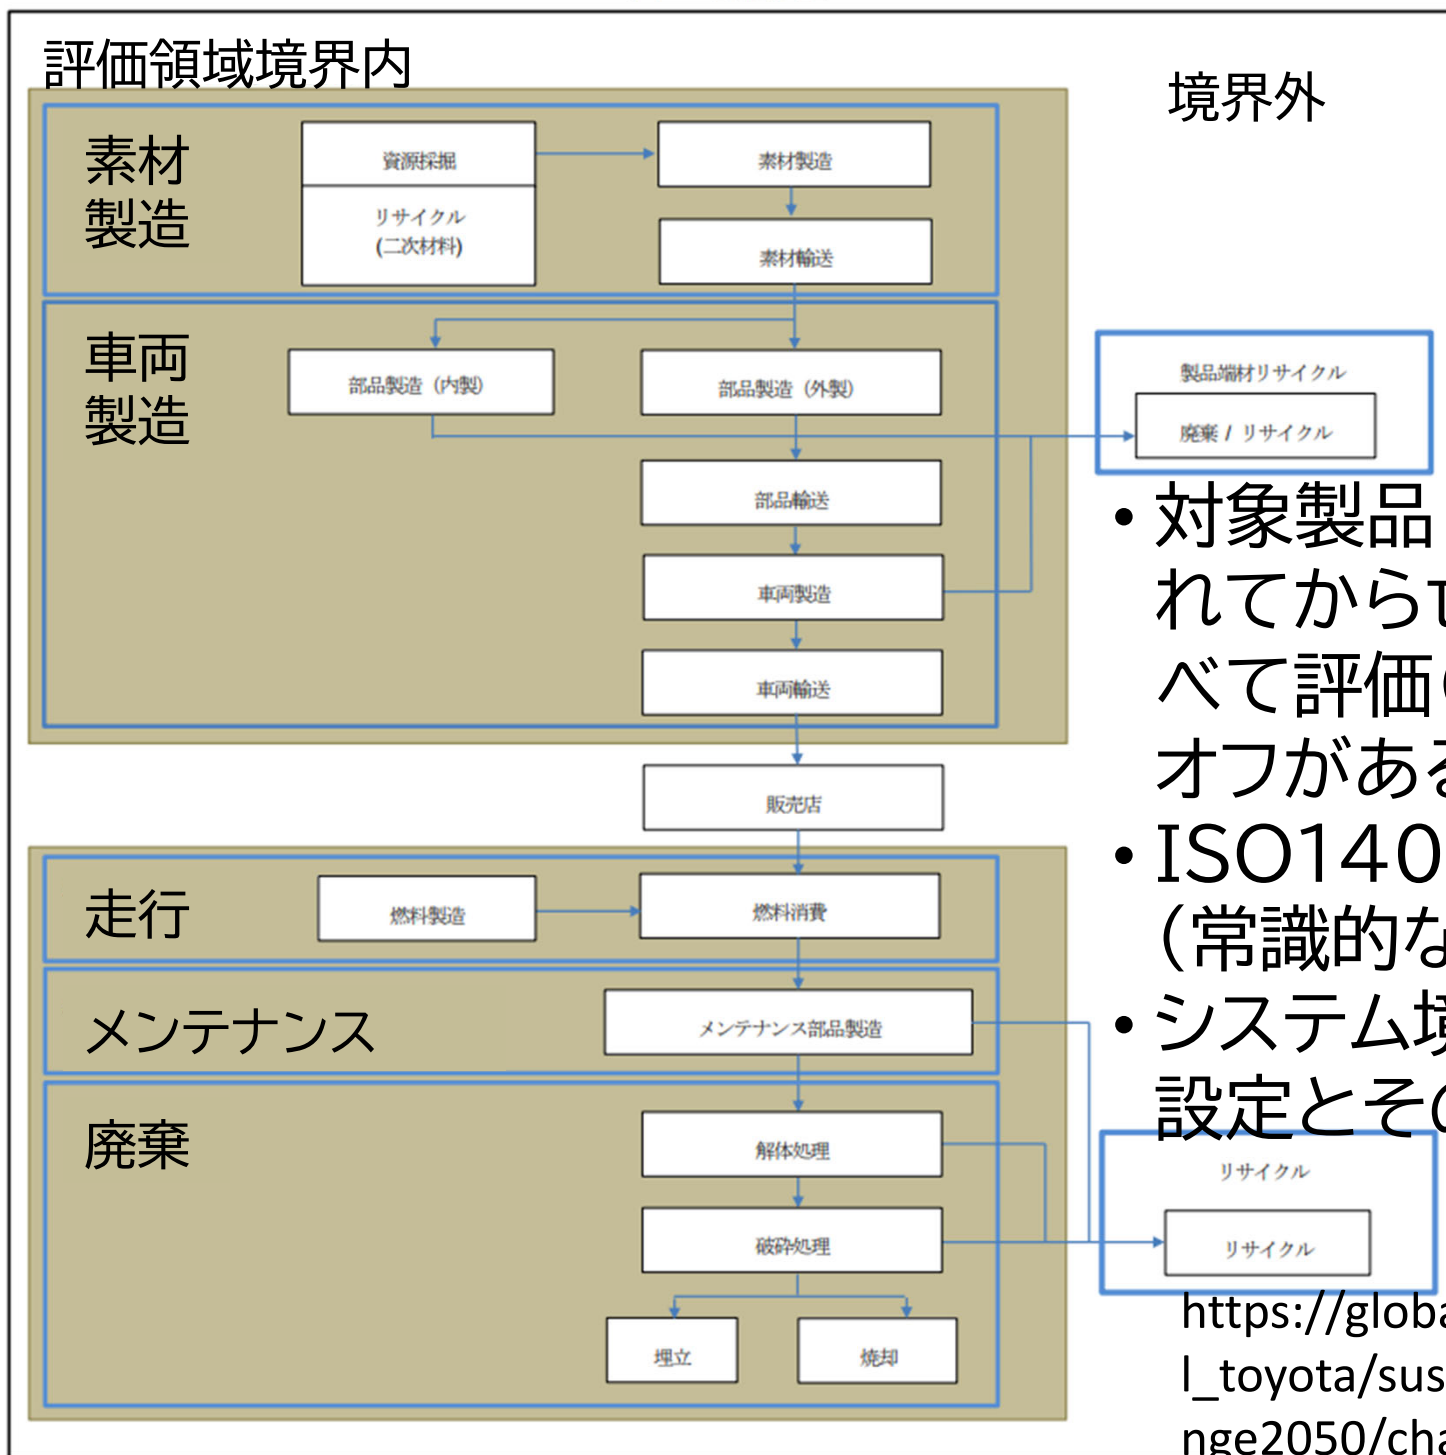 評価領域境界内
境界外
素材
製造
資源採掘
リサイクル
(二次材料)
素材製造
素材輸送
車両
製造
部品製造（内製）
部品製造（外製）
製品端材リサイクル
廃棄 / リサイクル
部品輸送
車両製造
車両輸送
販売店
• 対象製品
れてから
べて評価
オフがある
• ISO140
（常識的な
• システム境
設定とその
走行
燃料製造
燃料消費
メンテナンス
メンテナンス部品製造
廃棄
解体処理
破砕処理
埋立
焼却
リサイクル
リサイクル
https://globa
l_toyota/sus
nge2050/cha